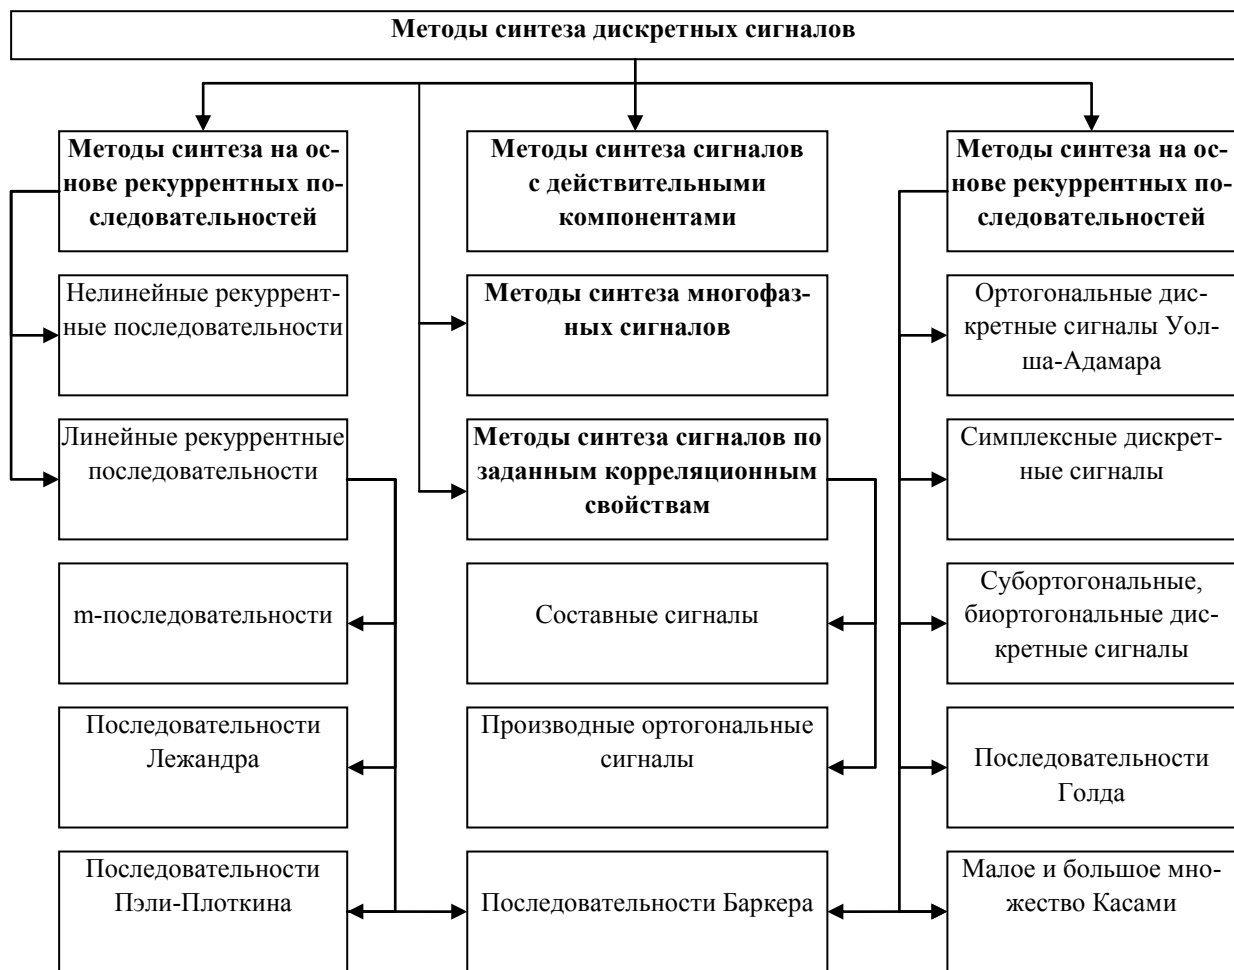 Методы синтеза дискретных сигналов
Методы синтеза на ос-
нове рекуррентных по-
следовательностей
Нелинейные рекуррент-
ные последовательности
Линейные рекуррентные
последовательности
m-последовательности
Последовательности
Лежандра
Последовательности
Пэли-Плоткина
Методы синтеза сигналов
с действительными
компонентами
Методы синтеза многофаз-
ных сигналов
Методы синтеза сигналов по
заданным корреляционным
свойствам
Составные сигналы
Производные ортогональные
сигналы
Последовательности Баркера
Методы синтеза на ос-
нове рекуррентных по-
следовательностей
Ортогональные дис-
кретные сигналы Уол-
ша-Адамара
Симплексные дискрет-
ные сигналы
Субортогональные,
биортогональные дис-
кретные сигналы
Последовательности
Голда
Малое и большое мно-
жество Касами